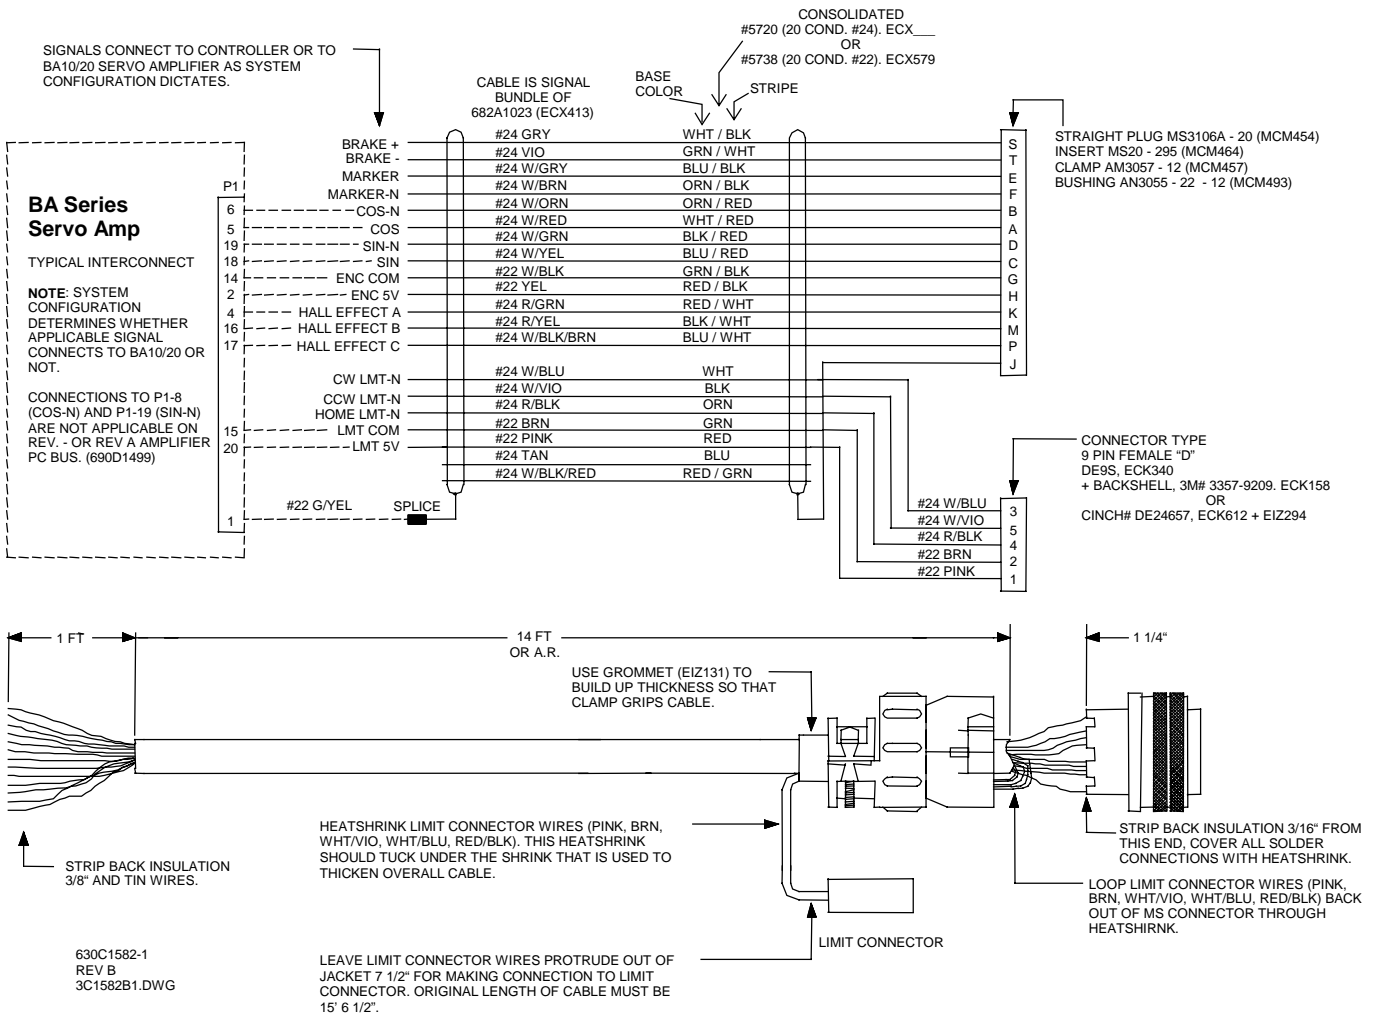 CONSOLIDATED
#5720 (20 COND. #24). ECX___
OR
#5738 (20 COND. #22). ECX579
SIGNALS CONNECT TO CONTROLLER OR TO
BA10/20 SERVO AMPLIFIER AS SYSTEM
CONFIGURATION DICTATES.
CABLE IS SIGNAL
BUNDLE OF
682A1023 (ECX413)
BASE
COLOR
STRIPE
STRAIGHT PLUG MS3106A - 20 (MCM454)
INSERT MS20 - 295 (MCM464)
CLAMP AM3057 - 12 (MCM457)
BUSHING AN3055 - 22 - 12 (MCM493)
BA Series
Servo Amp
TYPICAL INTERCONNECT
NOTE: SYSTEM
CONFIGURATION
DETERMINES WHETHER
APPLICABLE SIGNAL
CONNECTS TO BA10/20 OR
NOT.
CONNECTIONS TO P1-8
(COS-N) AND P1-19 (SIN-N)
ARE NOT APPLICABLE ON
REV. - OR REV A AMPLIFIER
PC BUS. (690D1499)
P1
BRAKE + #24 GRY WHT / BLK S
BRAKE - #24 VIO GRN / WHT T
MARKER #24 W/GRY BLU / BLK E
MARKER-N #24 W/BRN ORN / BLK F
6 COS-N #24 W/ORN ORN / RED B
5 COS #24 W/RED WHT / RED A
19 SIN-N #24 W/GRN BLK / RED D
18 SIN #24 W/YEL BLU / RED C
14 ENC COM #22 W/BLK GRN / BLK G
2 ENC 5V #22 YEL RED / BLK H
4 HALL EFFECT A #24 R/GRN RED / WHT K
16 HALL EFFECT B #24 R/YEL BLK / WHT M
17 HALL EFFECT C #24 W/BLK/BRN BLU / WHT P
J
CW LMT-N #24 W/BLU WHT
CCW LMT-N #24 W/VIO BLK
HOME LMT-N #24 R/BLK ORN
15 LMT COM #22 BRN GRN
20 LMT 5V #22 PINK RED
#24 TAN BLU
#24 W/BLK/RED RED / GRN
1 #22 G/YEL SPLICE
CONNECTOR TYPE
9 PIN FEMALE “D”
DE9S, ECK340
+ BACKSHELL, 3M# 3357-9209. ECK158
OR
CINCH# DE24657, ECK612 + EIZ294
#24 W/BLU 3
#24 W/VIO 5
#24 R/BLK 4
#22 BRN 2
#22 PINK 1
1 FT
14 FT
OR A.R.
1 1/4“
USE GROMMET (EIZ131) TO
BUILD UP THICKNESS SO THAT
CLAMP GRIPS CABLE.
HEATSHRINK LIMIT CONNECTOR WIRES (PINK, BRN,
WHT/VIO, WHT/BLU, RED/BLK). THIS HEATSHRINK
SHOULD TUCK UNDER THE SHRINK THAT IS USED TO
THICKEN OVERALL CABLE.
STRIP BACK INSULATION 3/16“ FROM
THIS END, COVER ALL SOLDER
CONNECTIONS WITH HEATSHRINK.
STRIP BACK INSULATION
3/8“ AND TIN WIRES.
LOOP LIMIT CONNECTOR WIRES (PINK,
BRN, WHT/VIO, WHT/BLU, RED/BLK) BACK
OUT OF MS CONNECTOR THROUGH
HEATSHIRNK.
LIMIT CONNECTOR
630C1582-1
REV B
3C1582B1.DWG
LEAVE LIMIT CONNECTOR WIRES PROTRUDE OUT OF
JACKET 7 1/2“ FOR MAKING CONNECTION TO LIMIT
CONNECTOR. ORIGINAL LENGTH OF CABLE MUST BE
15’ 6 1/2”.